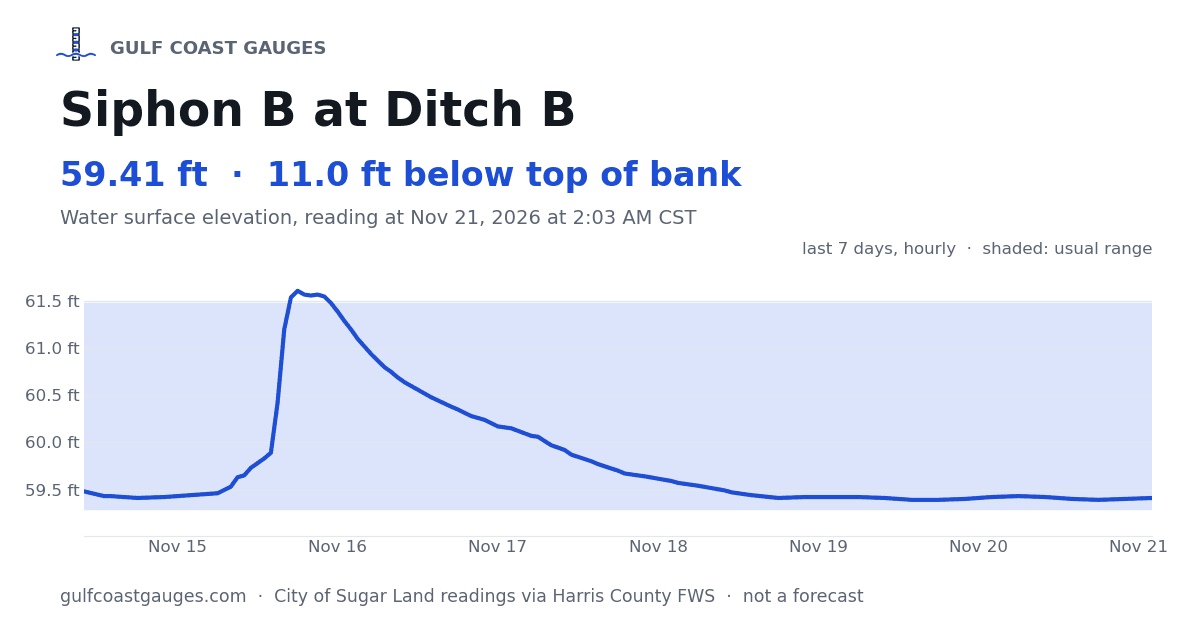 GULF COAST GAUGES
Siphon B at Ditch B
59.41 ft · 11.0 ft below top of bank
Water surface elevation, reading at Nov 21, 2026 at 2:03 AM CST
last 7 days, hourly · shaded: usual range
61.5 ft
61.0 ft
60.5 ft
60.0 ft
59.5 ft
Nov 15 Nov 16 Nov 17 Nov 18 Nov 19 Nov 20 Nov 21
gulfcoastgauges.com · City of Sugar Land readings via Harris County FWS · not a forecast